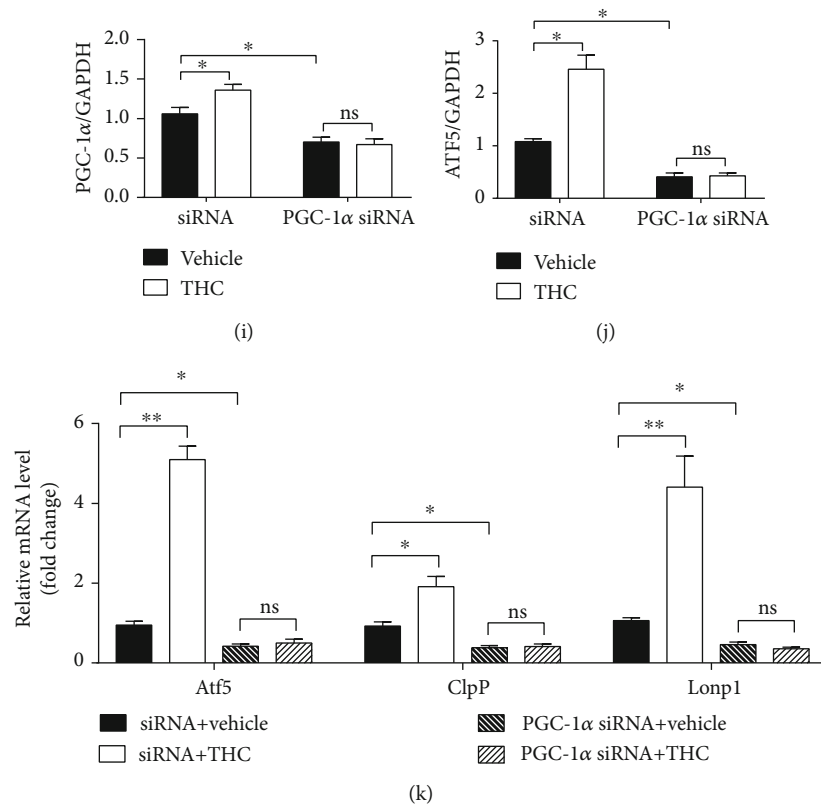 PGC-1α/GAPDH
2.0
1.5
1.0
0.5
0.0
*
*
ns
siRNA
PGC-1α siRNA
Vehicle
THC
(i)
ATF5/GAPDH
3
2
1
0
*
*
ns
siRNA
PGC-1α siRNA
Vehicle
THC
(j)
Relative mRNA level
(fold change)
6
4
2
0
*
**
ns
*
*
ns
*
**
ns
Atf5
ClpP
Lonp1
siRNA+vehicle
siRNA+THC
PGC-1α siRNA+vehicle
PGC-1α siRNA+THC
(k)